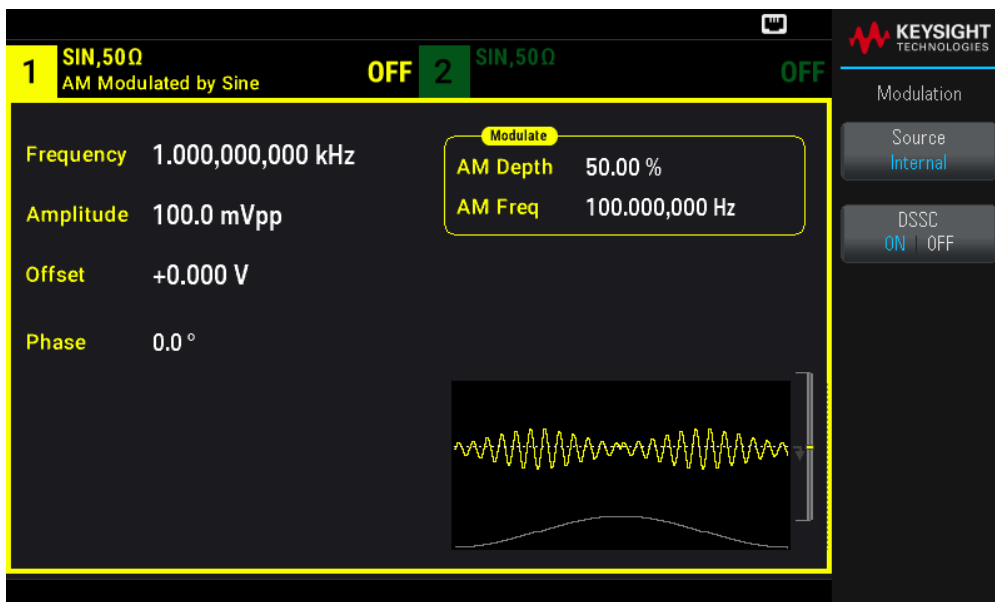 KEYSIGHT
TECHNOLOGIES
1
SIN,50Ω
AM Modulated by Sine
OFF
2
SIN,50Ω
OFF
Frequency 1.000,000,000 kHz
Amplitude 100.0 mVpp
Offset +0.000 V
Phase 0.0 °
Modulate
AM Depth 50.00 %
AM Freq 100.000,000 Hz
Modulation
Source
Internal
DSSC
ON | OFF